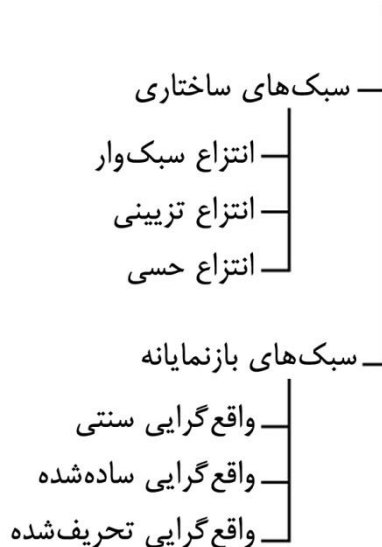 سبک‌های ساختاری
انتزاع سبک‌وار
انتزاع تزیینی
انتزاع حسی
سبک‌های بازنمایانه
واقع‌گرایی سنتی
واقع‌گرایی ساده‌شده
واقع‌گرایی تحریف‌شده